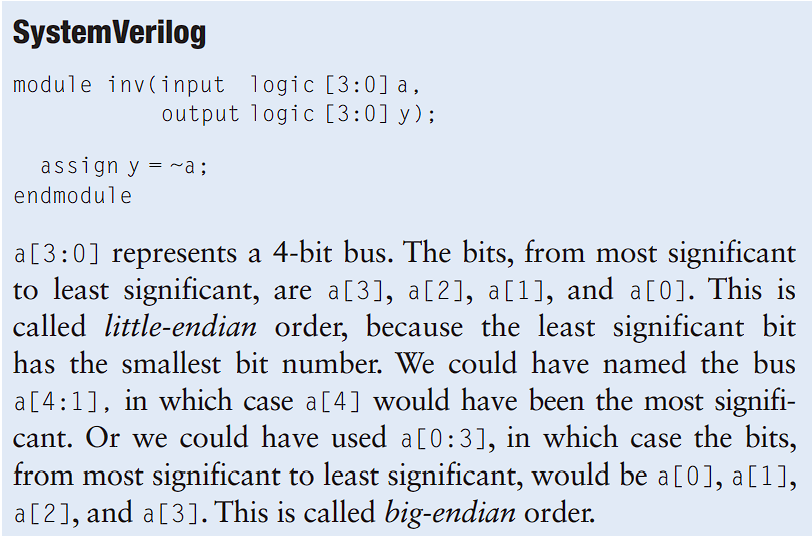 SystemVerilog
module inv(input logic [3:0] a,
output logic [3:0] y);
assign y = ~a;
endmodule
a[3:0] represents a 4-bit bus. The bits, from most significant
to least significant, are a[3], a[2], a[1], and a[0]. This is
called little-endian order, because the least significant bit
has the smallest bit number. We could have named the bus
a[4:1], in which case a[4] would have been the most signifi-
cant. Or we could have used a[0:3], in which case the bits,
from most significant to least significant, would be a[0], a[1],
a[2], and a[3]. This is called big-endian order.